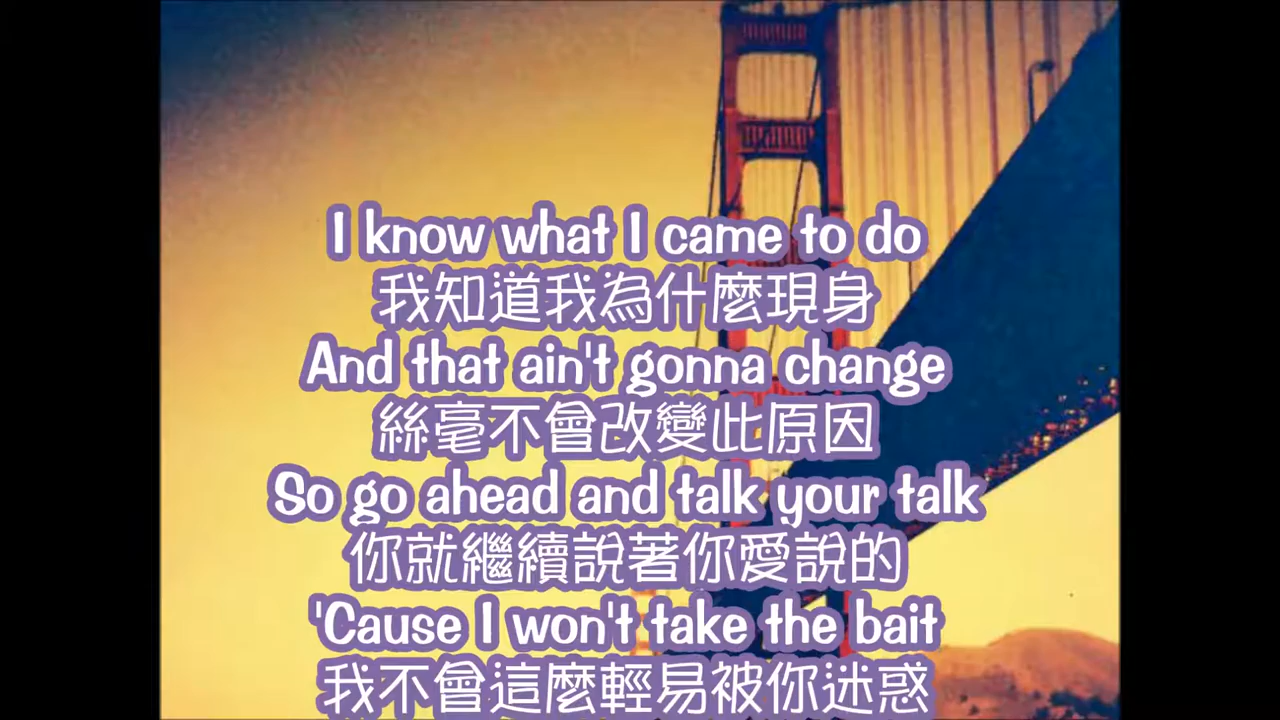 I know what I came to do
我知道我為什麼現身
And that ain't gonna change
絲毫不會改變此原因
So go ahead and talk your talk
你就繼續說著你愛說的
'Cause I won't take the bait
我不會這麼輕易被你迷惑